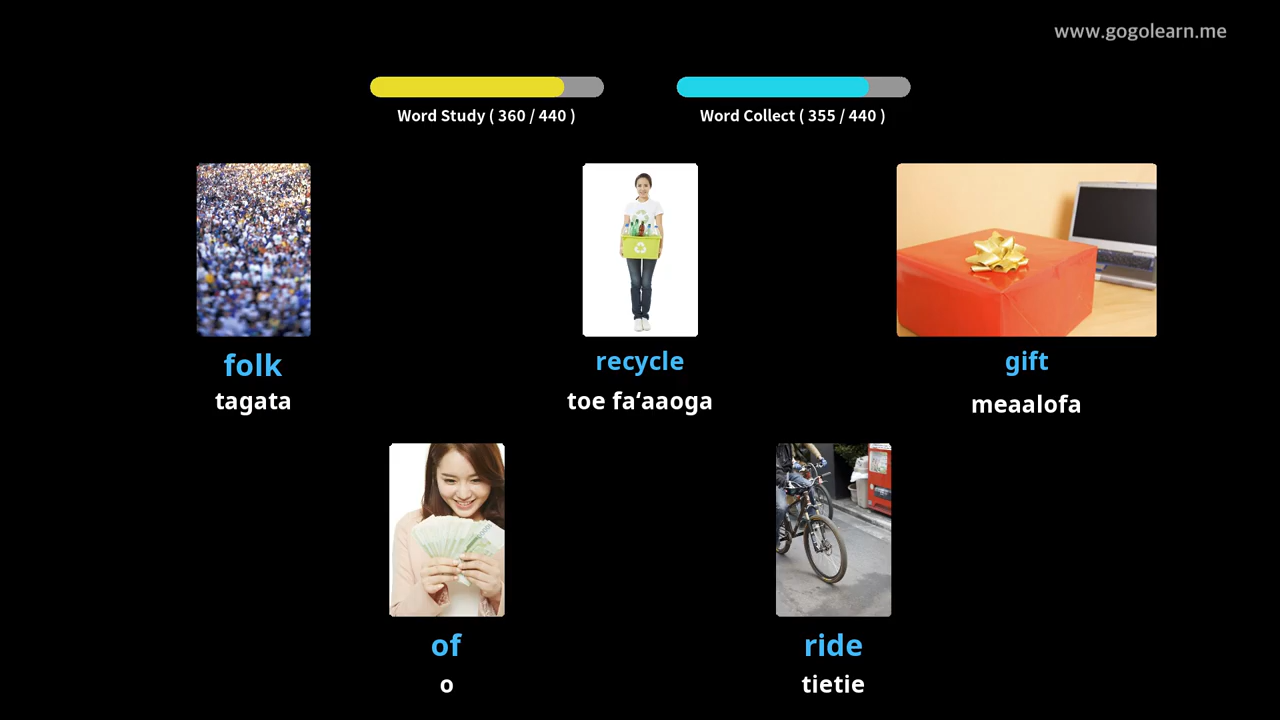 www.gogolearn.me
Word Study ( 360 / 440 )
Word Collect ( 355 / 440 )
folk
tagata
recycle
toe fa‘aaoga
gift
meaalofa
of
o
ride
tietie